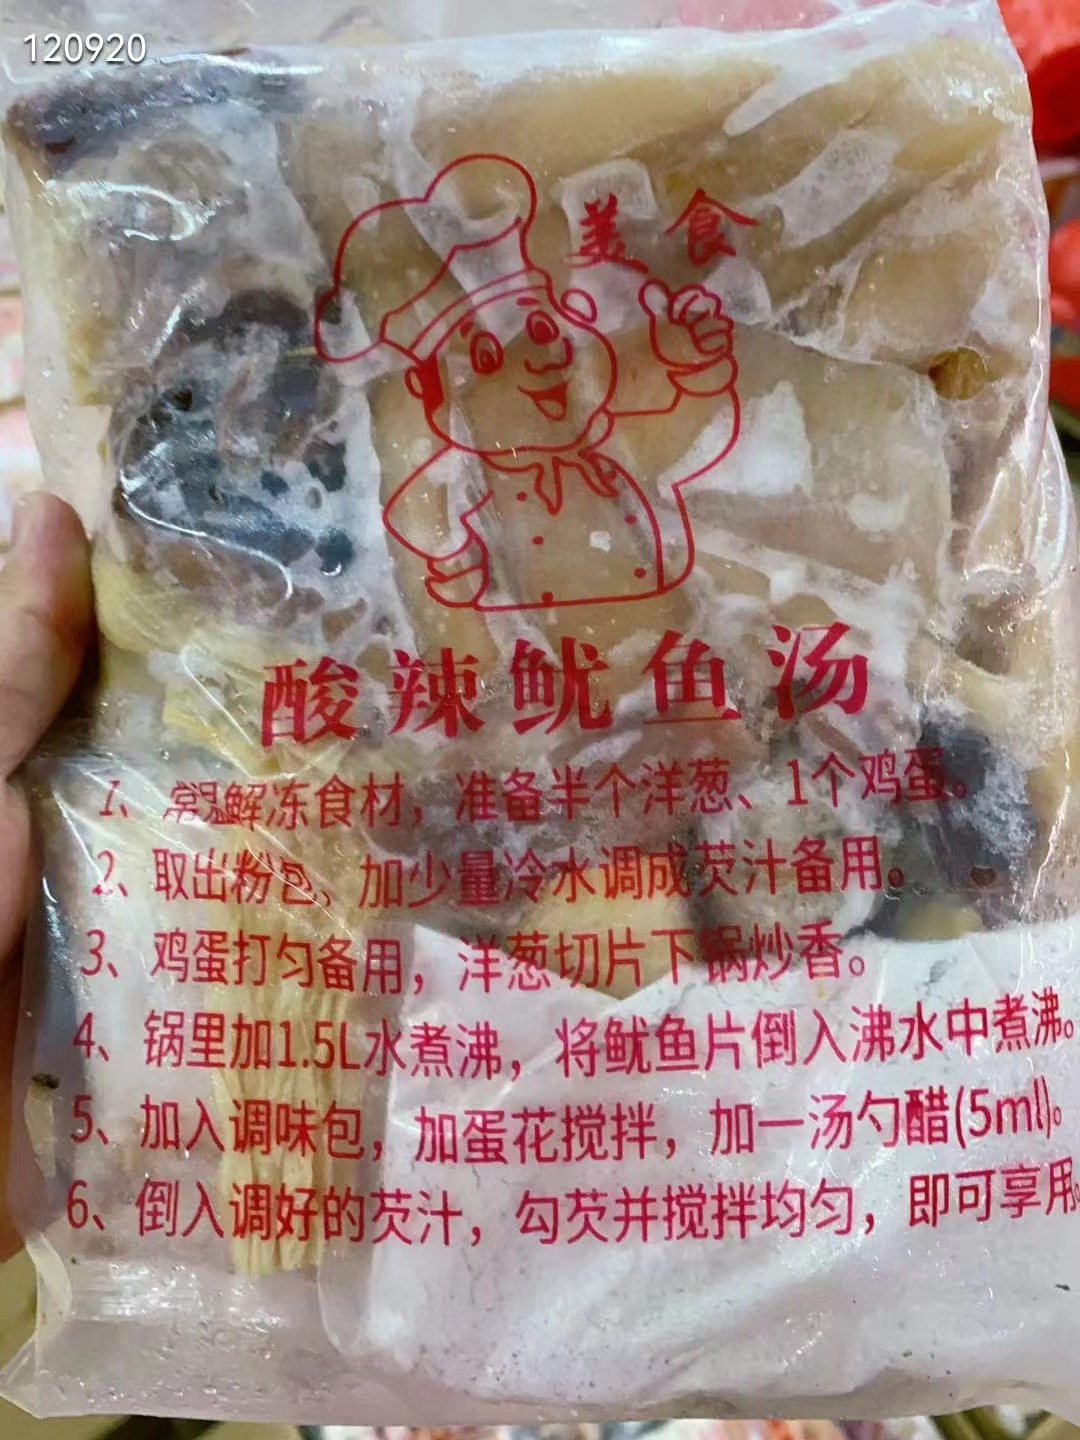 120920
美食
酸辣鱿鱼汤
1、常温解冻食材，准备半个洋葱、1个鸡蛋。
2、取出粉包，加少量冷水调成芡汁备用。
3、鸡蛋打匀备用，洋葱切片下锅炒香。
4、锅里加1.5L水煮沸，将鱿鱼片倒入沸水中煮沸。
5、加入调味包，加蛋花搅拌，加一汤勺醋(5ml)。
6、倒入调好的芡汁，勾芡并搅拌均匀，即可享用。